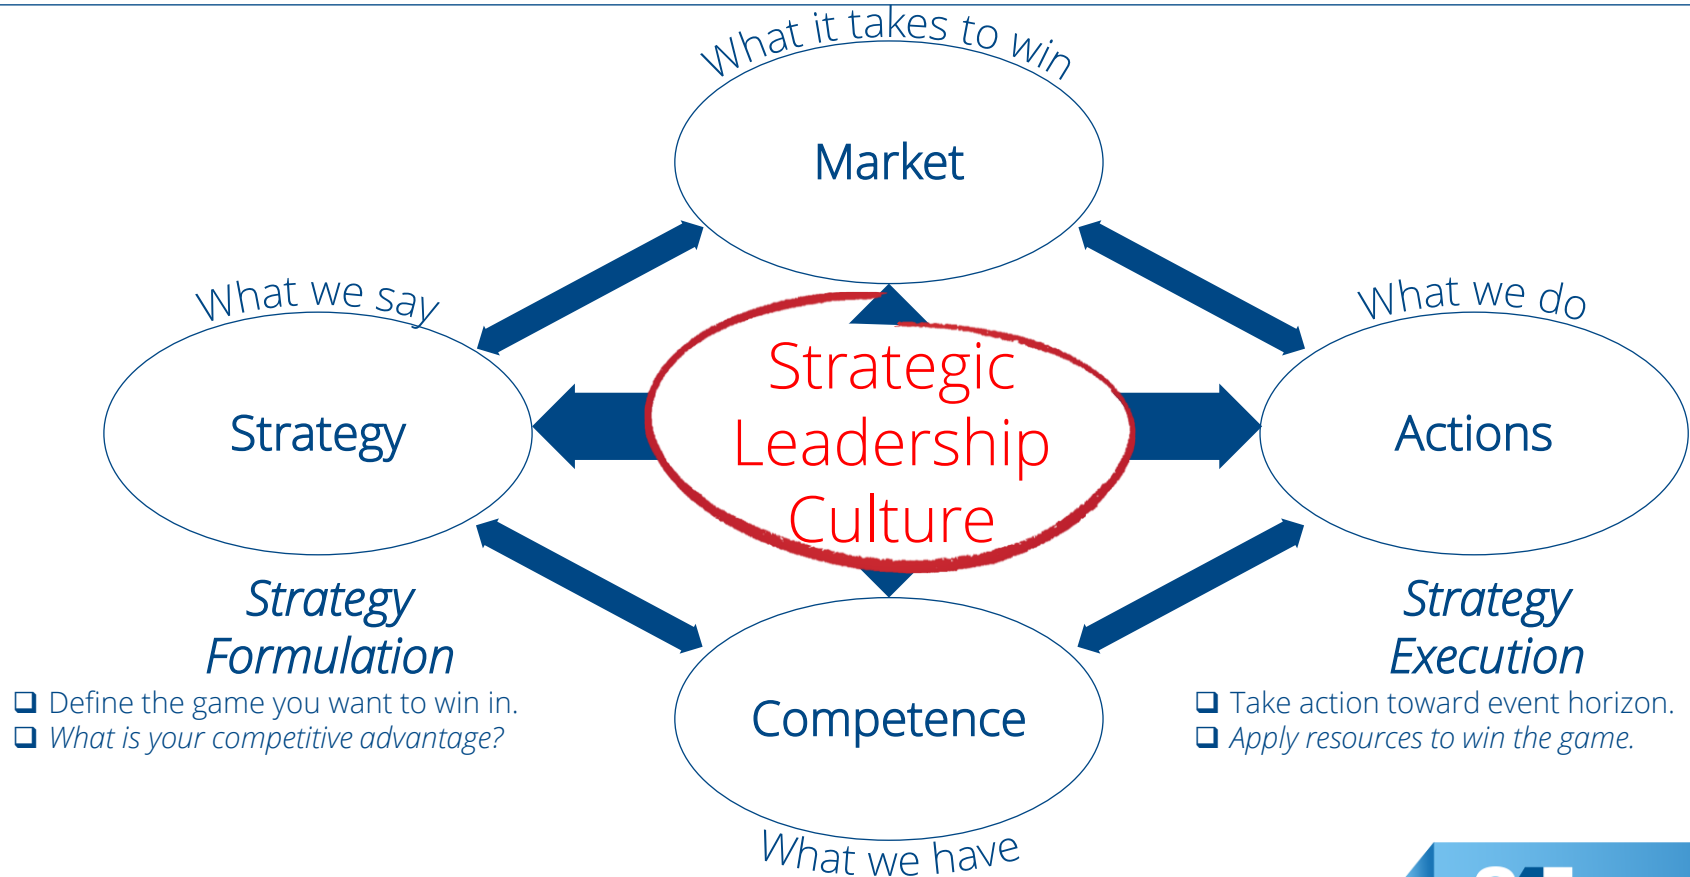 What it takes to win
Market
What we say
What we do
Strategic
Leadership
Culture
Strategy
Actions
Strategy
Formulation
❑ Define the game you want to win in.
❑ What is your competitive advantage?
Strategy
Execution
❑ Take action toward event horizon.
❑ Apply resources to win the game.
Competence
What we have